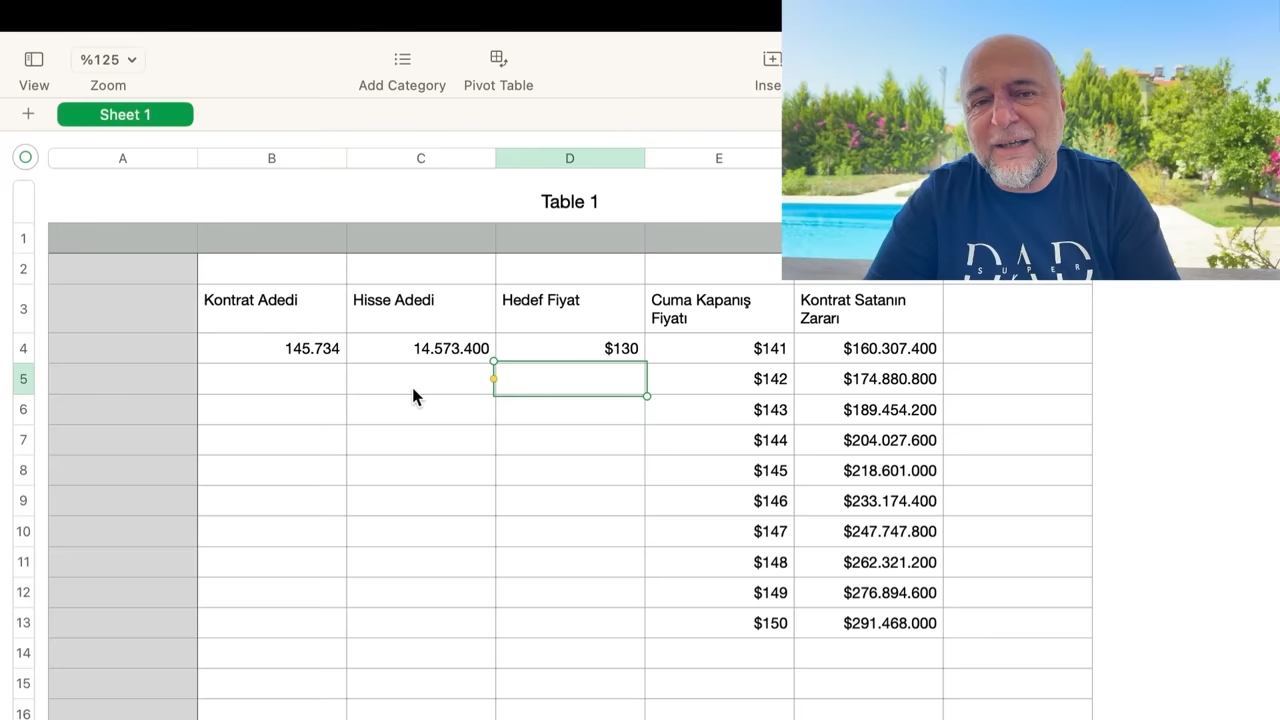 %125
View
Zoom
Add Category
Pivot Table
Inse
+
Sheet 1
A
B
C
D
E
Table 1
1
2
3
Kontrat Adedi
Hisse Adedi
Hedef Fiyat
Cuma Kapanış
Fiyatı
Kontrat Satanın
Zararı
4
145.734
14.573.400
$130
$141
$160.307.400
5
$142
$174.880.800
6
$143
$189.454.200
7
$144
$204.027.600
8
$145
$218.601.000
9
$146
$233.174.400
10
$147
$247.747.800
11
$148
$262.321.200
12
$149
$276.894.600
13
$150
$291.468.000
14
15
16
DAD
SUPER